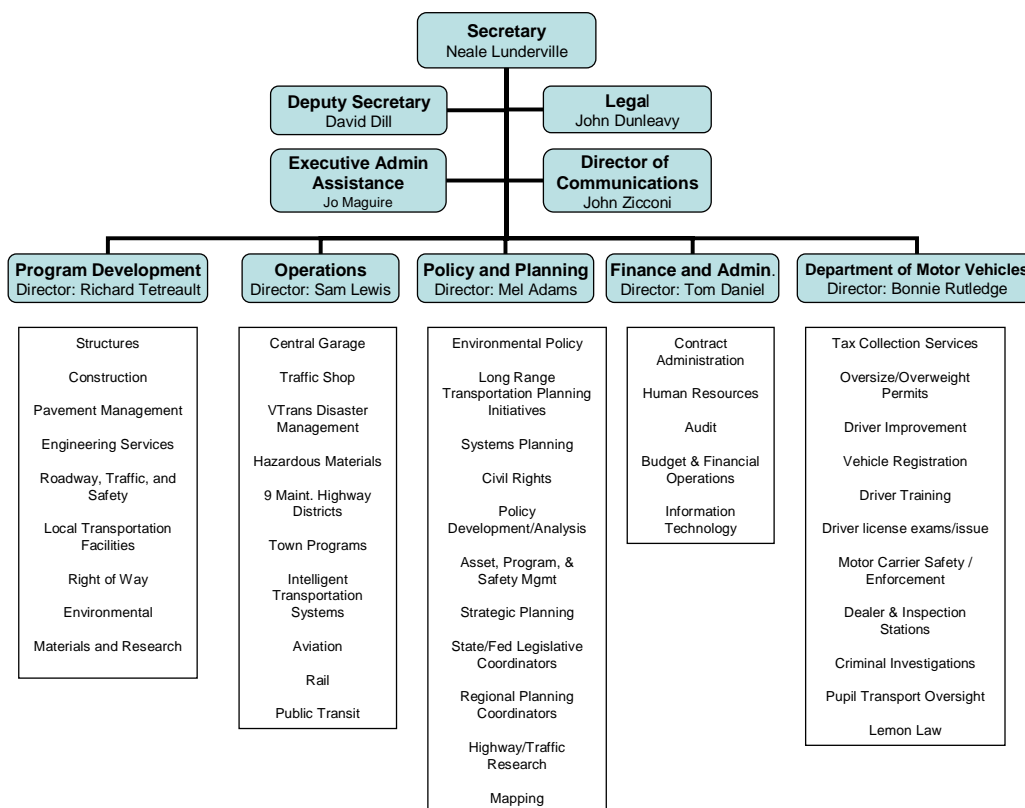 Secretary
Neale Lunderville
Deputy Secretary
David Dill
Legal
John Dunleavy
Executive Admin
Assistance
Jo Maguire
Director of
Communications
John Zicconi
Program Development
Director: Richard Tetreault
Operations
Director: Sam Lewis
Policy and Planning
Director: Mel Adams
Finance and Admin.
Director: Tom Daniel
Department of Motor Vehicles
Director: Bonnie Rutledge
Structures
Construction
Pavement Management
Engineering Services
Roadway, Traffic, and
Safety
Local Transportation
Facilities
Right of Way
Environmental
Materials and Research
Central Garage
Traffic Shop
VTrans Disaster
Management
Hazardous Materials
9 Maint. Highway
Districts
Town Programs
Intelligent
Transportation
Systems
Aviation
Rail
Public Transit
Environmental Policy
Long Range
Transportation Planning
Initiatives
Systems Planning
Civil Rights
Policy
Development/Analysis
Asset, Program, &
Safety Mgmt
Strategic Planning
State/Fed Legislative
Coordinators
Regional Planning
Coordinators
Highway/Traffic
Research
Mapping
Contract
Administration
Human Resources
Audit
Budget & Financial
Operations
Information
Technology
Tax Collection Services
Oversize/Overweight
Permits
Driver Improvement
Vehicle Registration
Driver Training
Driver license exams/issue
Motor Carrier Safety /
Enforcement
Dealer & Inspection
Stations
Criminal Investigations
Pupil Transport Oversight
Lemon Law